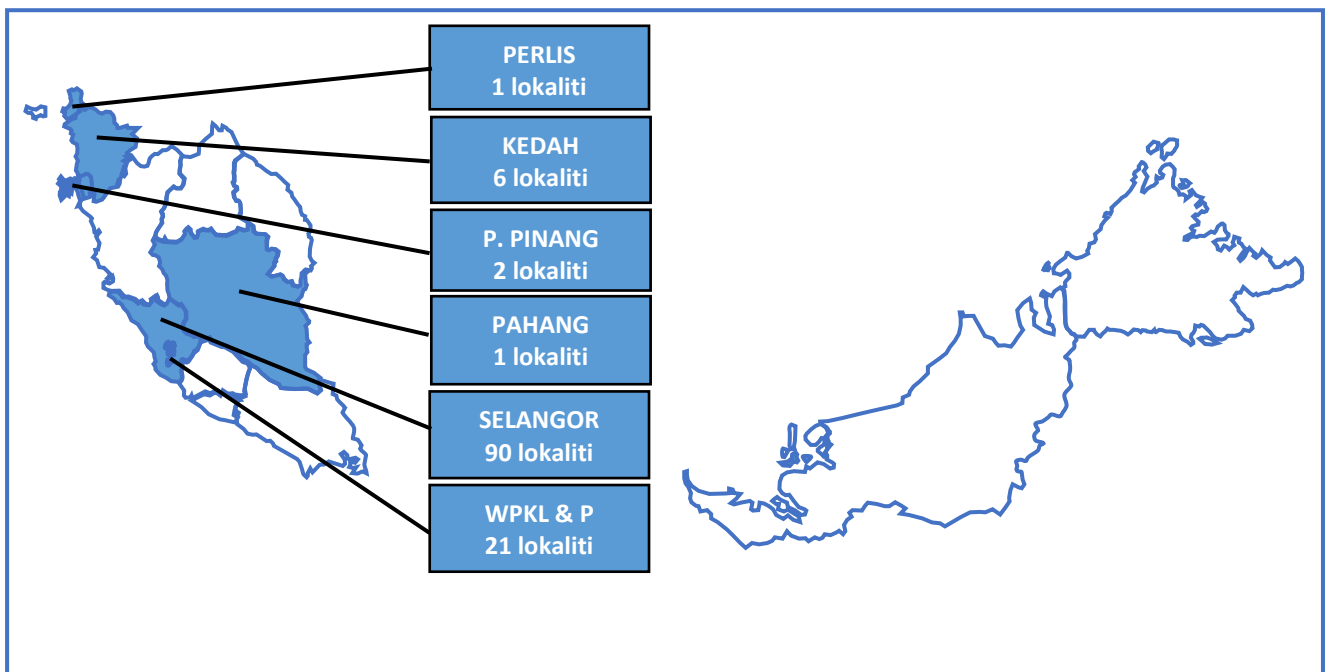 PERLIS
1 lokaliti
KEDAH
6 lokaliti
P. PINANG
2 lokaliti
PAHANG
1 lokaliti
SELANGOR
90 lokaliti
WPKL & P
21 lokaliti